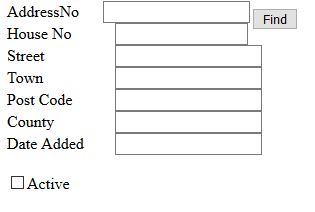 AddressNo Find
House No
Street
Town
Post Code
County
Date Added
Active